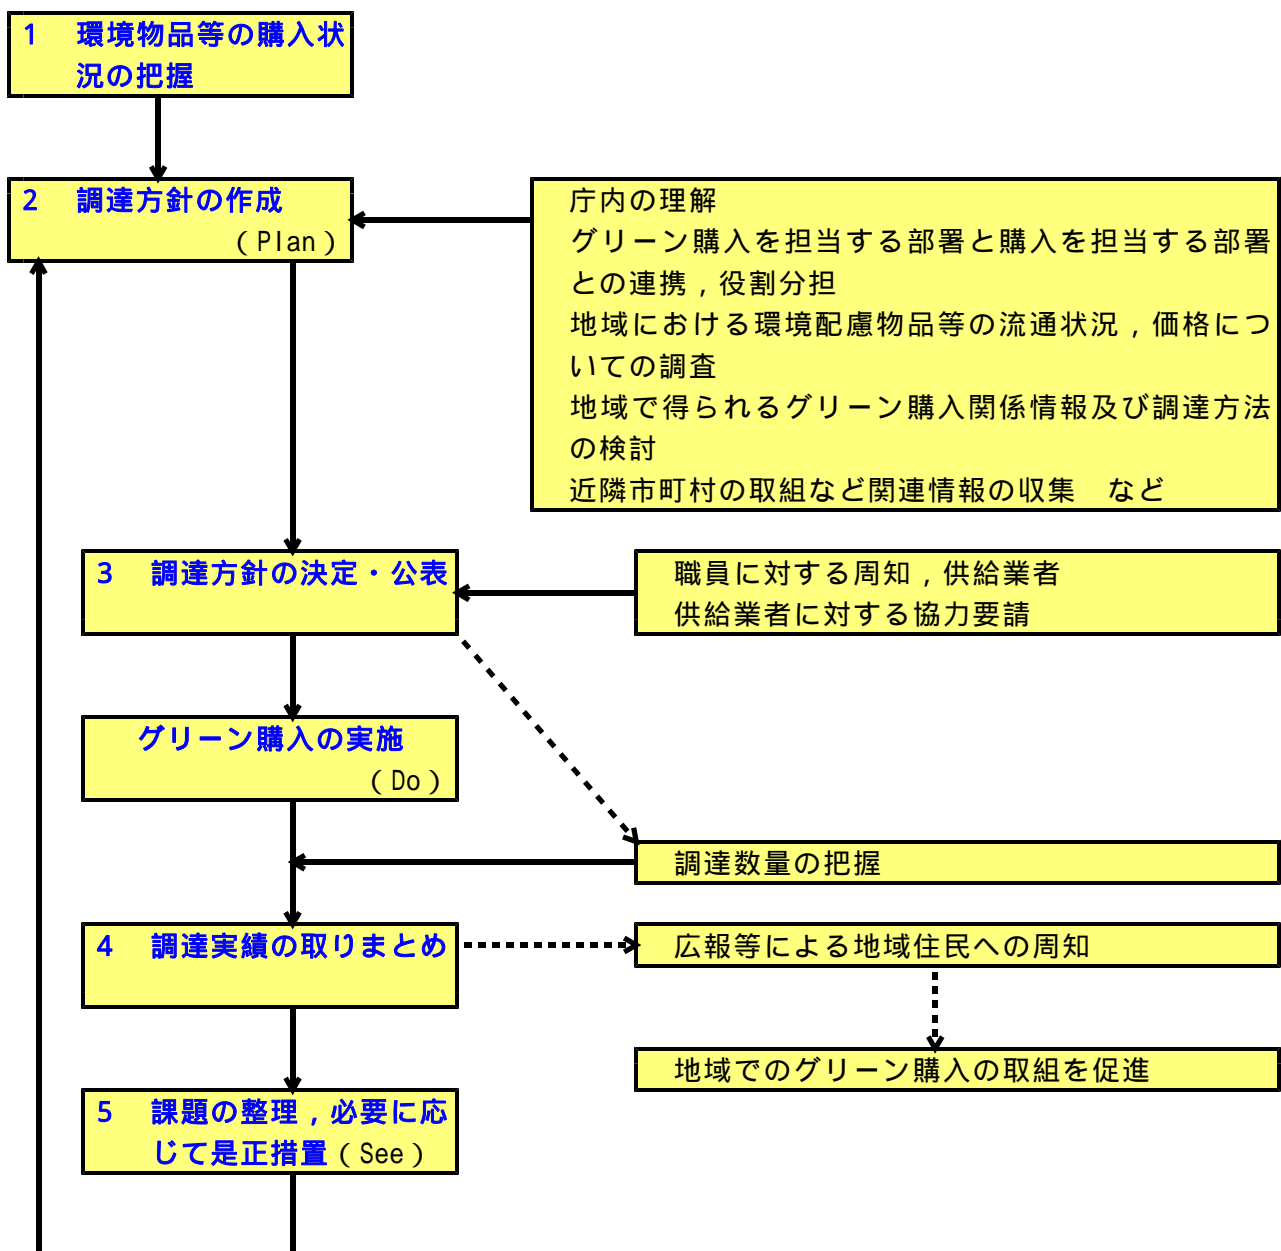 1　環境物品等の購入状
況の把握
2　調達方針の作成
（Plan）
庁内の理解
グリーン購入を担当する部署と購入を担当する部署
との連携，役割分担
地域における環境配慮物品等の流通状況，価格につ
いての調査
地域で得られるグリーン購入関係情報及び調達方法
の検討
近隣市町村の取組など関連情報の収集　など
3　調達方針の決定・公表
職員に対する周知，供給業者
供給業者に対する協力要請
グリーン購入の実施
（Do）
調達数量の把握
4　調達実績の取りまとめ
広報等による地域住民への周知
地域でのグリーン購入の取組を促進
5　課題の整理，必要に応
じて是正措置（See）